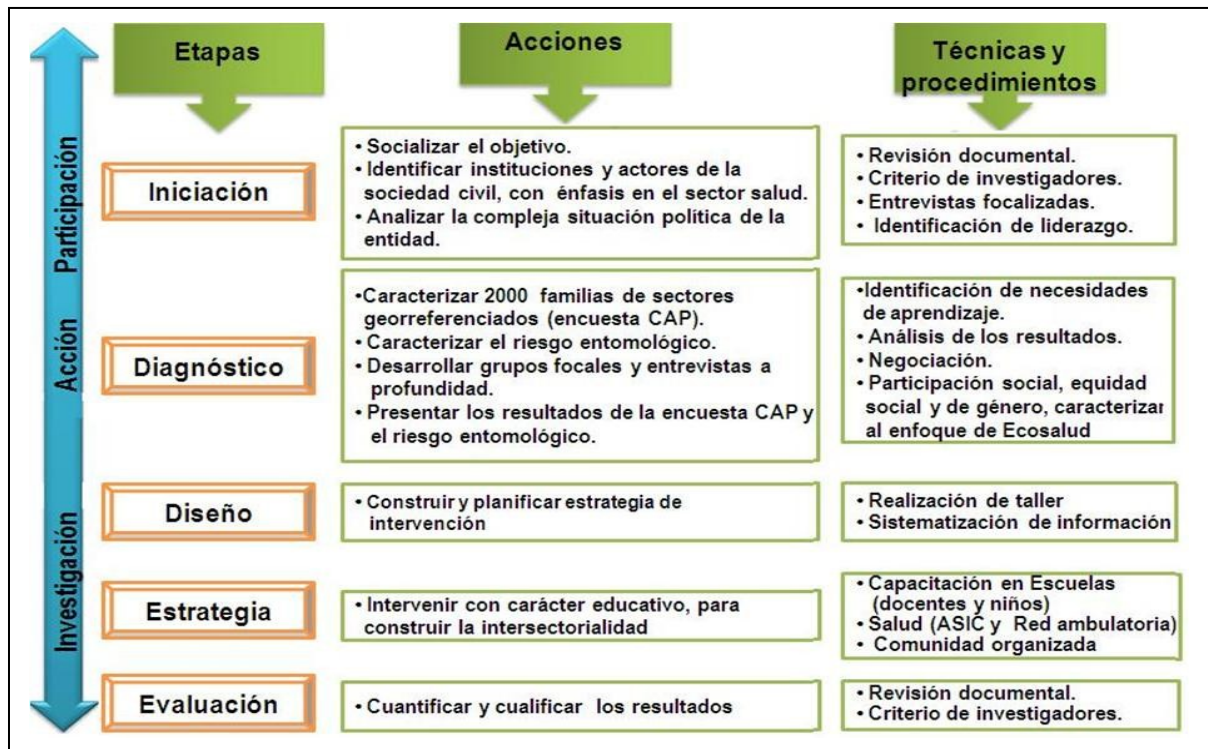 Etapas
Acciones
Técnicas y
procedimientos
Participación
Acción
Investigación
Iniciación
• Socializar el objetivo.
• Identificar instituciones y actores de la
sociedad civil, con énfasis en el sector salud.
• Analizar la compleja situación política de la
entidad.
• Revisión documental.
• Criterio de investigadores.
• Entrevistas focalizadas.
• Identificación de liderazgo.
Diagnóstico
•Caracterizar 2000 familias de sectores
georreferenciados (encuesta CAP).
• Caracterizar el riesgo entomológico.
• Desarrollar grupos focales y entrevistas a
profundidad.
• Presentar los resultados de la encuesta CAP y
el riesgo entomológico.
•Identificación de necesidades
de aprendizaje.
• Análisis de los resultados.
• Negociación.
• Participación social, equidad
social y de género, caracterizar
al enfoque de Ecosalud
Diseño
• Construir y planificar estrategia de
intervención
• Realización de taller
• Sistematización de información
Estrategia
• Intervenir con carácter educativo, para
construir la intersectorialidad
• Capacitación en Escuelas
(docentes y niños)
• Salud (ASIC y Red ambulatoria)
• Comunidad organizada
Evaluación
• Cuantificar y cualificar los resultados
• Revisión documental.
• Criterio de investigadores.